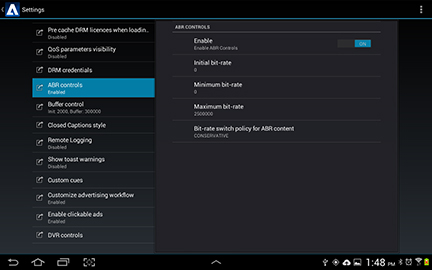 Settings
Pre cache DRM licences when loadin..
Disabled
QoS parameters visibility
Disabled
DRM credentials
ABR controls
Enabled
Buffer control
Init: 2000, Buffer: 300000
Closed Captions style
Remote Logging
Disabled
Show toast warnings
Disabled
Custom cues
Customize advertising workflow
Enabled
Enable clickable ads
Enabled
DVR controls
ABR CONTROLS
Enable
Enable ABR Controls
ON
Initial bit-rate
0
Minimum bit-rate
0
Maximum bit-rate
2500000
Bit-rate switch policy for ABR content
CONSERVATIVE
1:48 PM